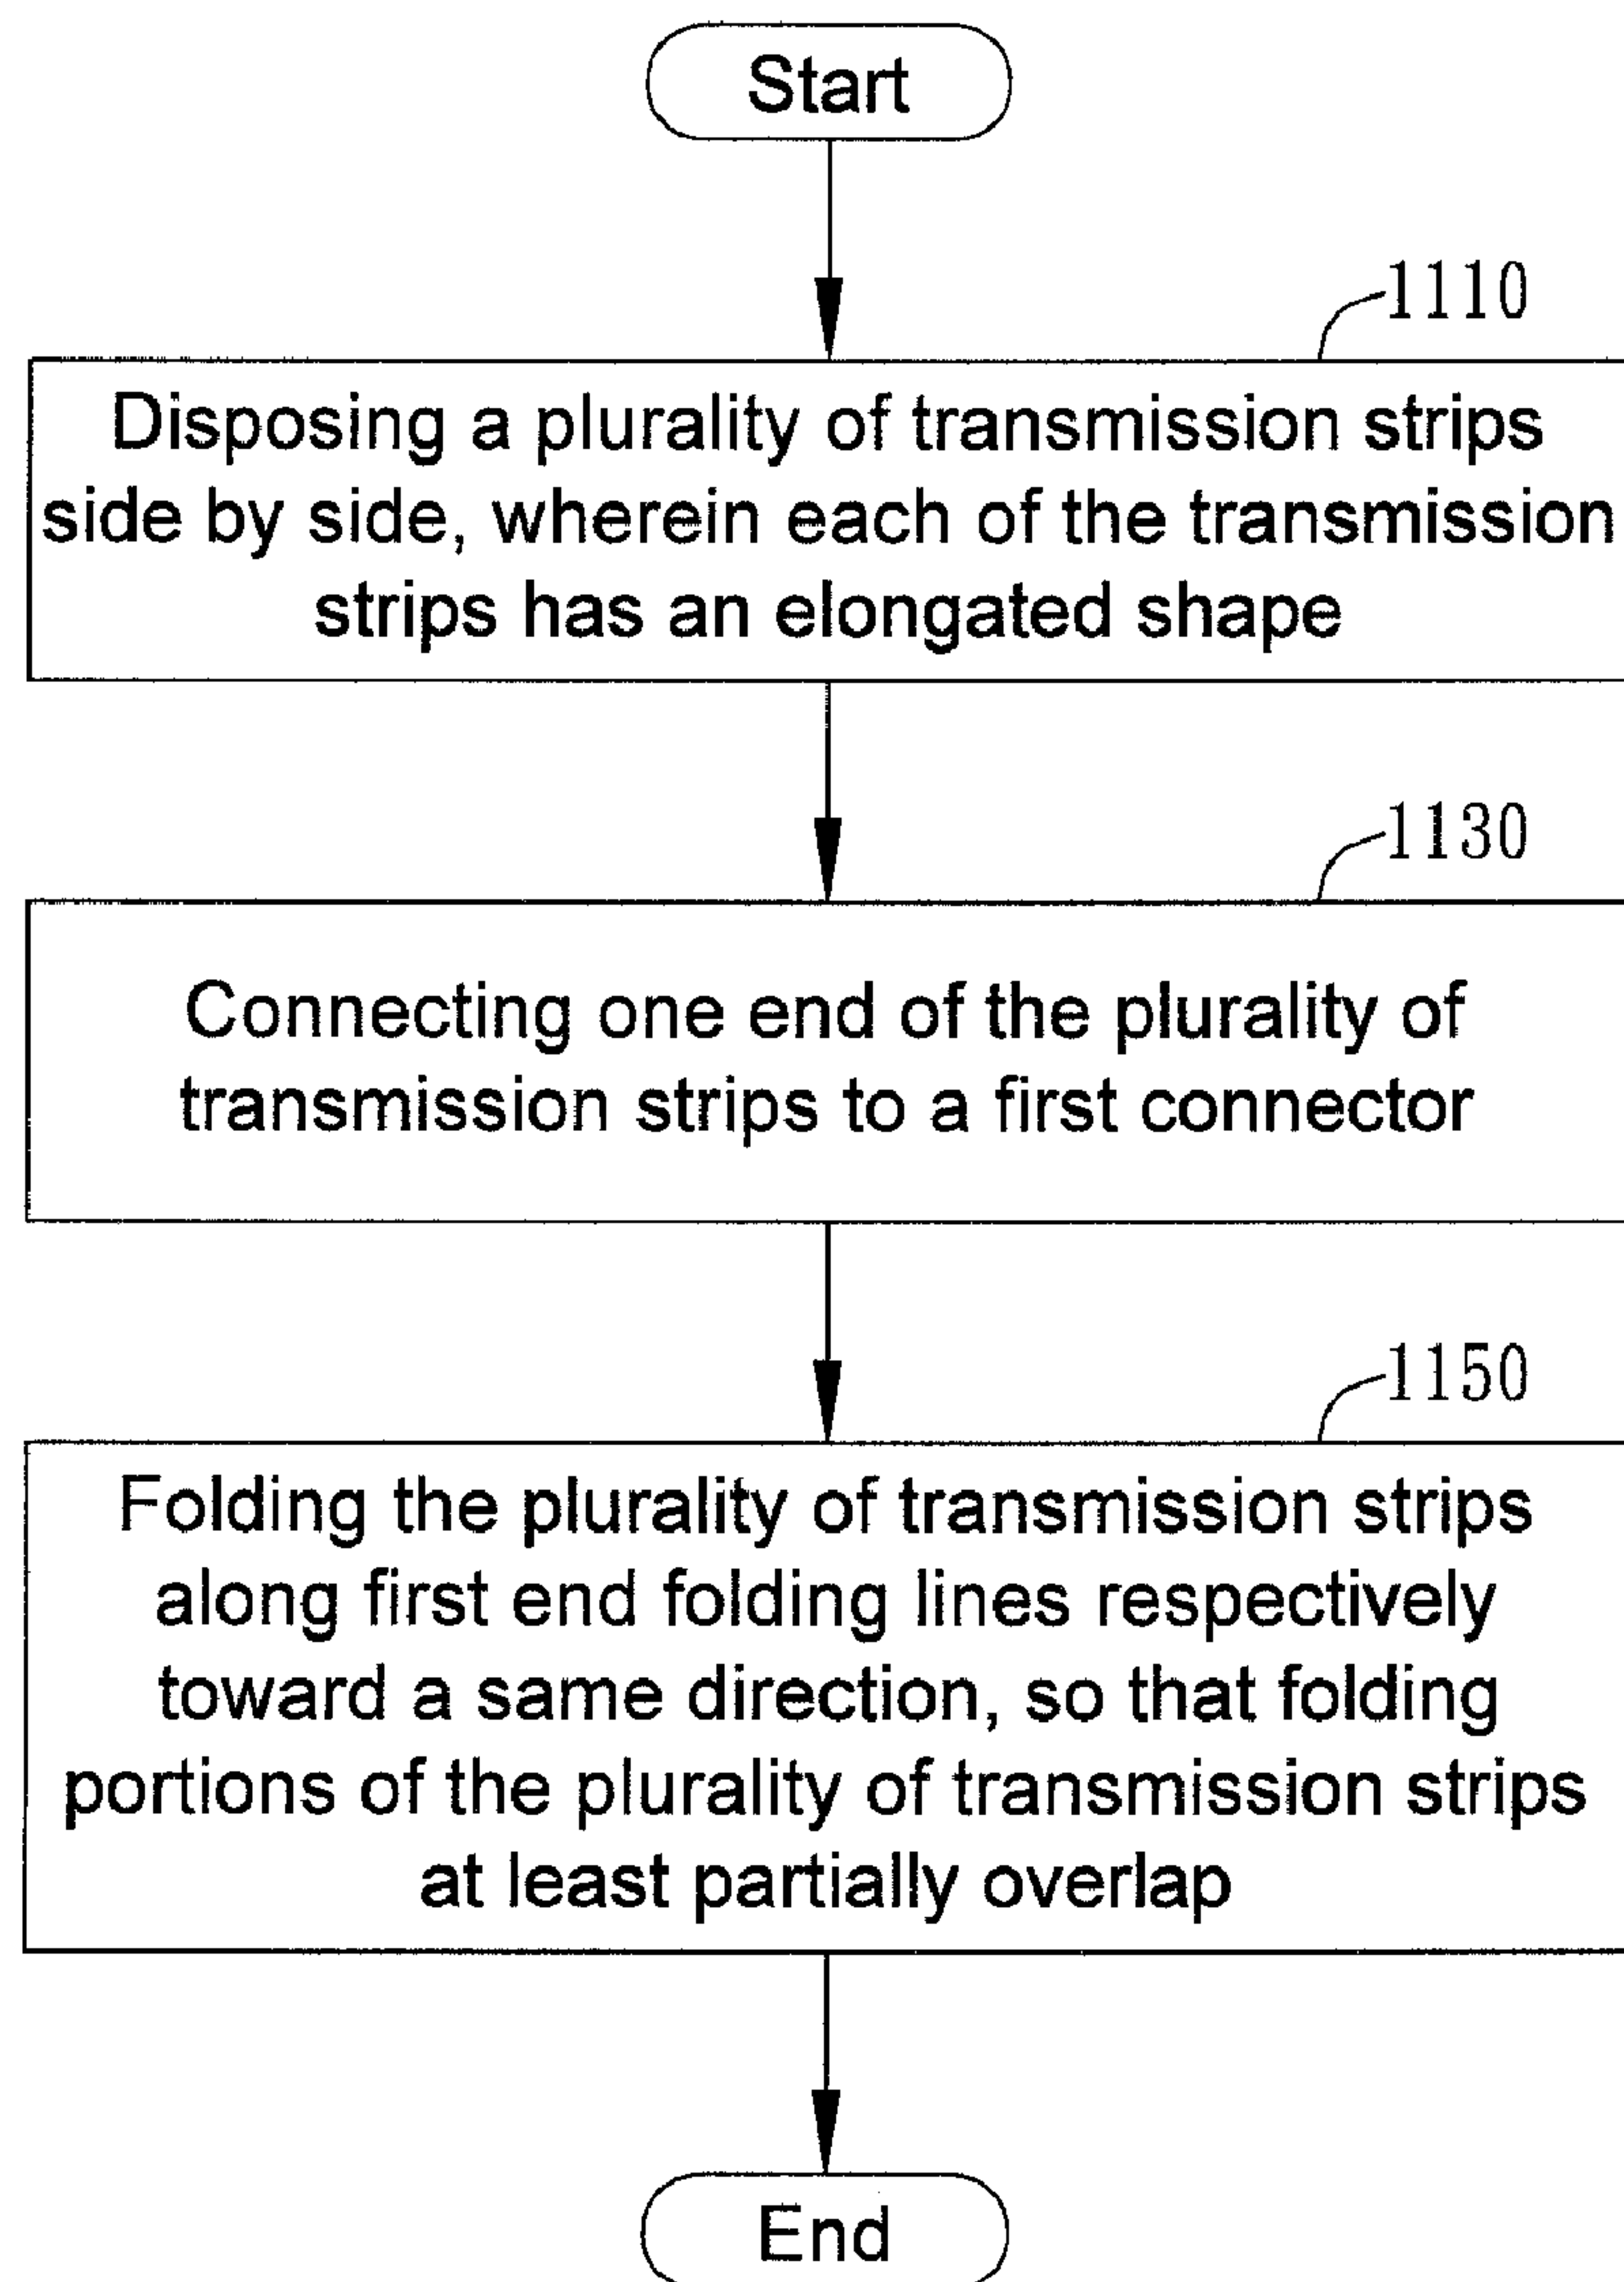 Start
1110
Disposing a plurality of transmission strips
side by side, wherein each of the transmission
strips has an elongated shape
1130
Connecting one end of the plurality of
transmission strips to a first connector
1150
Folding the plurality of transmission strips
along first end folding lines respectively
toward a same direction, so that folding
portions of the plurality of transmission strips
at least partially overlap
End